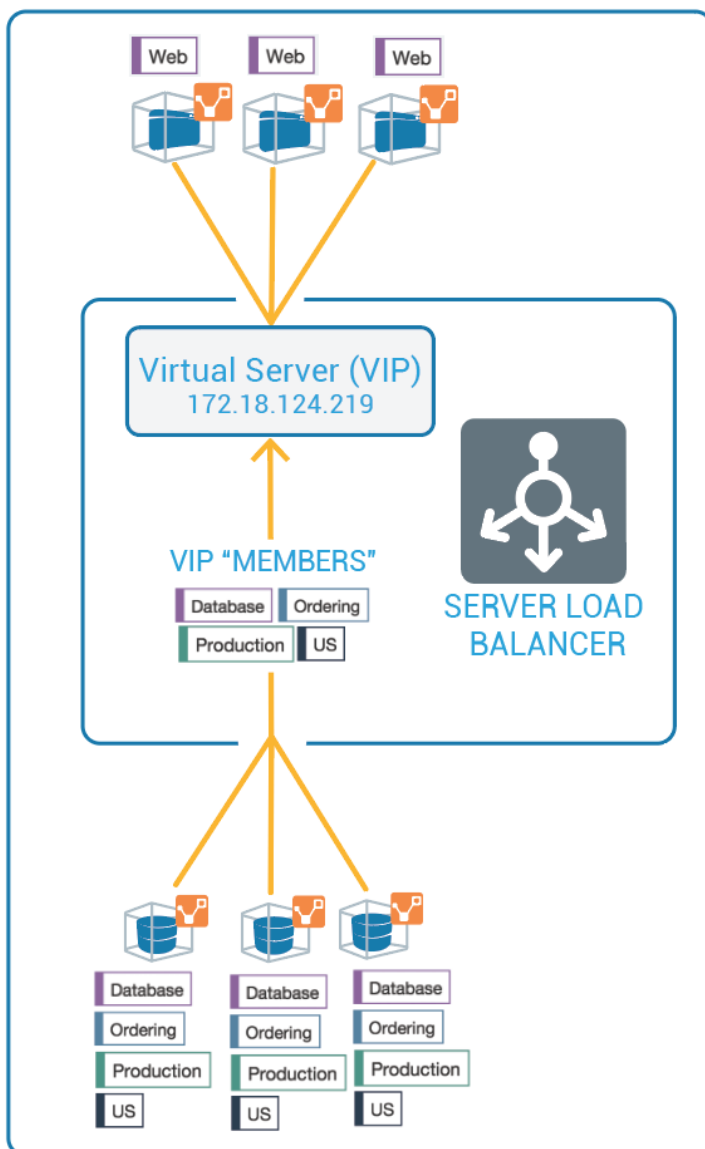 Web
Web
Web
Virtual Server (VIP)
172.18.124.219
VIP “MEMBERS”
Database
Ordering
Production
US
SERVER LOAD
BALANCER
Database
Ordering
Production
US
Database
Ordering
Production
US
Database
Ordering
Production
US